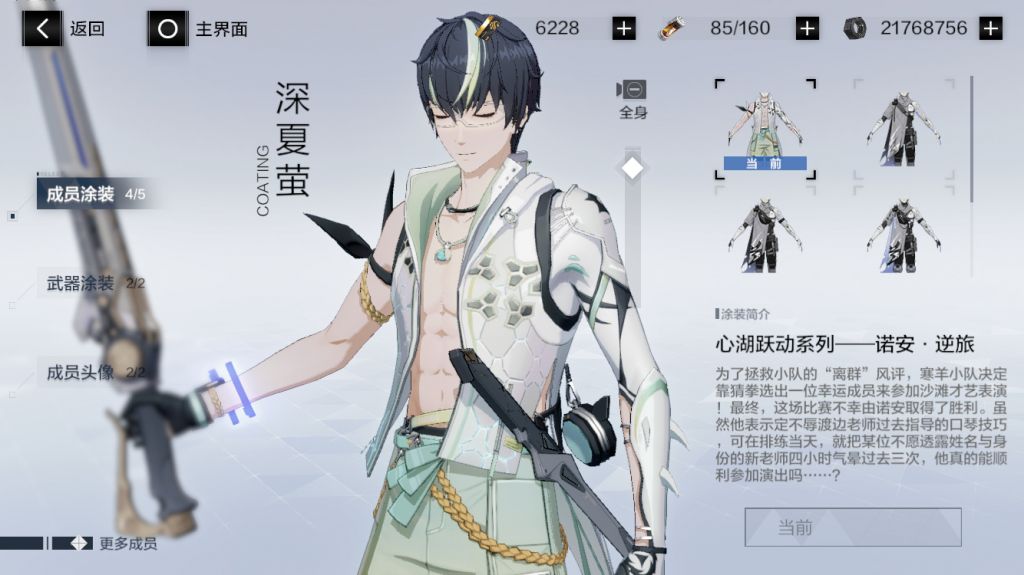 返回
主界面
6228
85/160
21768756
深夏萤
COATING
全身
当前
成员涂装 4/5
武器涂装 2/2
成员头像 2/2
更多成员
涂装简介
心湖跃动系列——诺安·逆旅
为了拯救小队的“离群”风评，寒羊小队决定
靠猜拳选出一位幸运成员来参加沙滩才艺表演
！最终，这场比赛不幸由诺安取得了胜利。虽
然他表示定不辱渡边老师过去指导的口琴技巧
，可在排练当天，就把某位不愿透露姓名与身
份的新老师四小时气晕过去三次，他真的能顺
利参加演出吗……?
当前